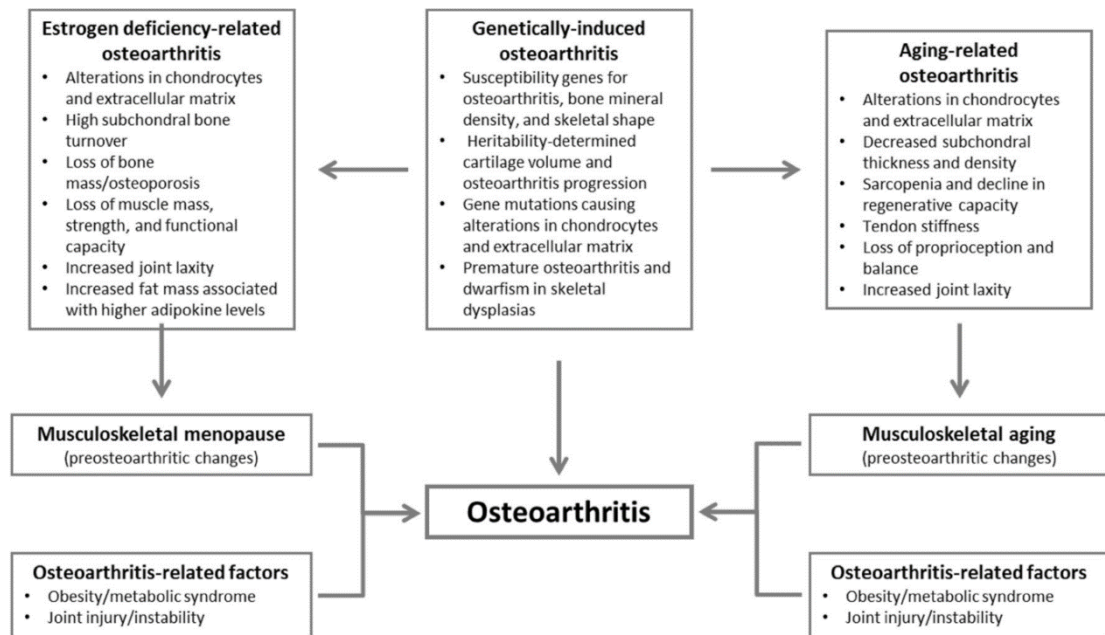 Estrogen deficiency-related
osteoarthritis
• Alterations in chondrocytes
and extracellular matrix
• High subchondral bone
turnover
• Loss of bone
mass/osteoporosis
• Loss of muscle mass,
strength, and functional
capacity
• Increased joint laxity
• Increased fat mass associated
with higher adipokine levels
Genetically-induced
osteoarthritis
• Susceptibility genes for
osteoarthritis, bone mineral
density, and skeletal shape
• Heritability-determined
cartilage volume and
osteoarthritis progression
• Gene mutations causing
alterations in chondrocytes
and extracellular matrix
• Premature osteoarthritis and
dwarfism in skeletal
dysplasias
Aging-related
osteoarthritis
• Alterations in chondrocytes
and extracellular matrix
• Decreased subchondral
thickness and density
• Sarcopenia and decline in
regenerative capacity
• Tendon stiffness
• Loss of proprioception and
balance
• Increased joint laxity
Musculoskeletal menopause
(preosteoarthritic changes)
Musculoskeletal aging
(preosteoarthritic changes)
Osteoarthritis
Osteoarthritis-related factors
• Obesity/metabolic syndrome
• Joint injury/instability
Osteoarthritis-related factors
• Obesity/metabolic syndrome
• Joint injury/instability